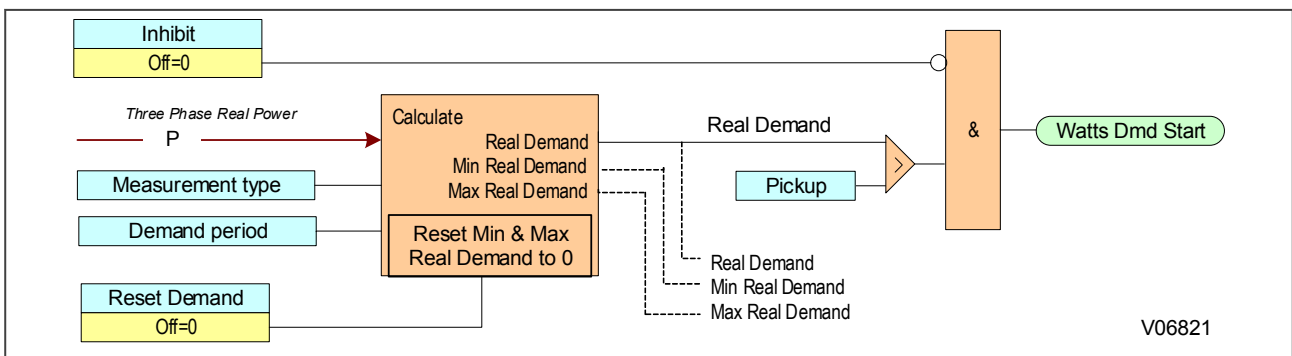 Inhibit
Off=0
Three Phase Real Power
P
Measurement type
Demand period
Reset Demand
Off=0
Calculate
Real Demand
Min Real Demand
Max Real Demand
Reset Min & Max
Real Demand to 0
Real Demand
Pickup
>
&
Watts Dmd Start
Real Demand
Min Real Demand
Max Real Demand
V06821